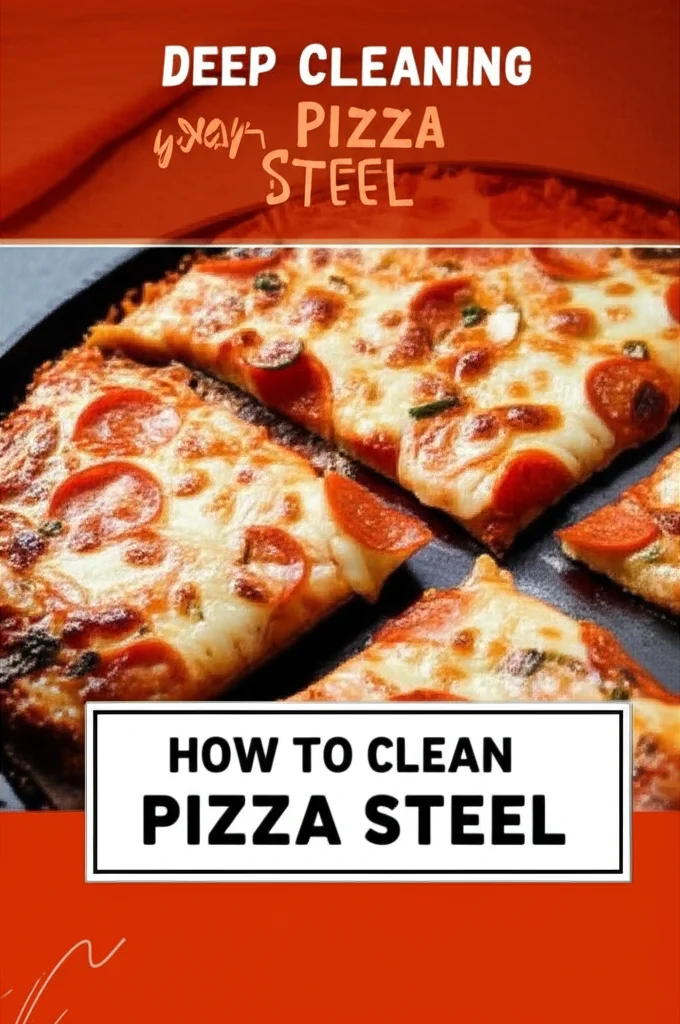 DEEP CLEANING
PIZZA
STEEL
HOW TO CLEAN
PIZZA STEEL